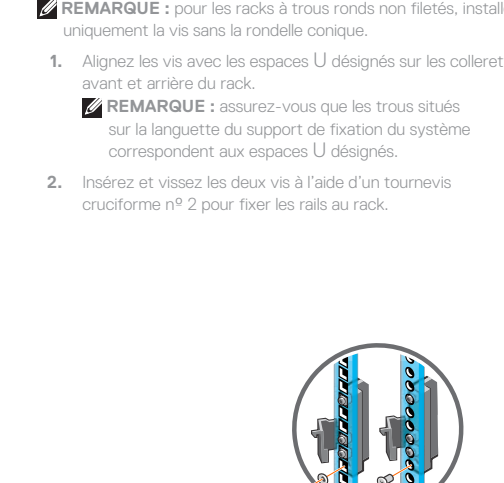 REMARQUE : pour les racks à trous ronds non filetés, install
uniquement la vis sans la rondelle conique.
1. Alignez les vis avec les espaces U désignés sur les colleret
avant et arrière du rack.
REMARQUE : assurez-vous que les trous situés
sur la languette du support de fixation du système
correspondent aux espaces U désignés.
2. Insérez et vissez les deux vis à l'aide d'un tournevis
cruciforme nº 2 pour fixer les rails au rack.